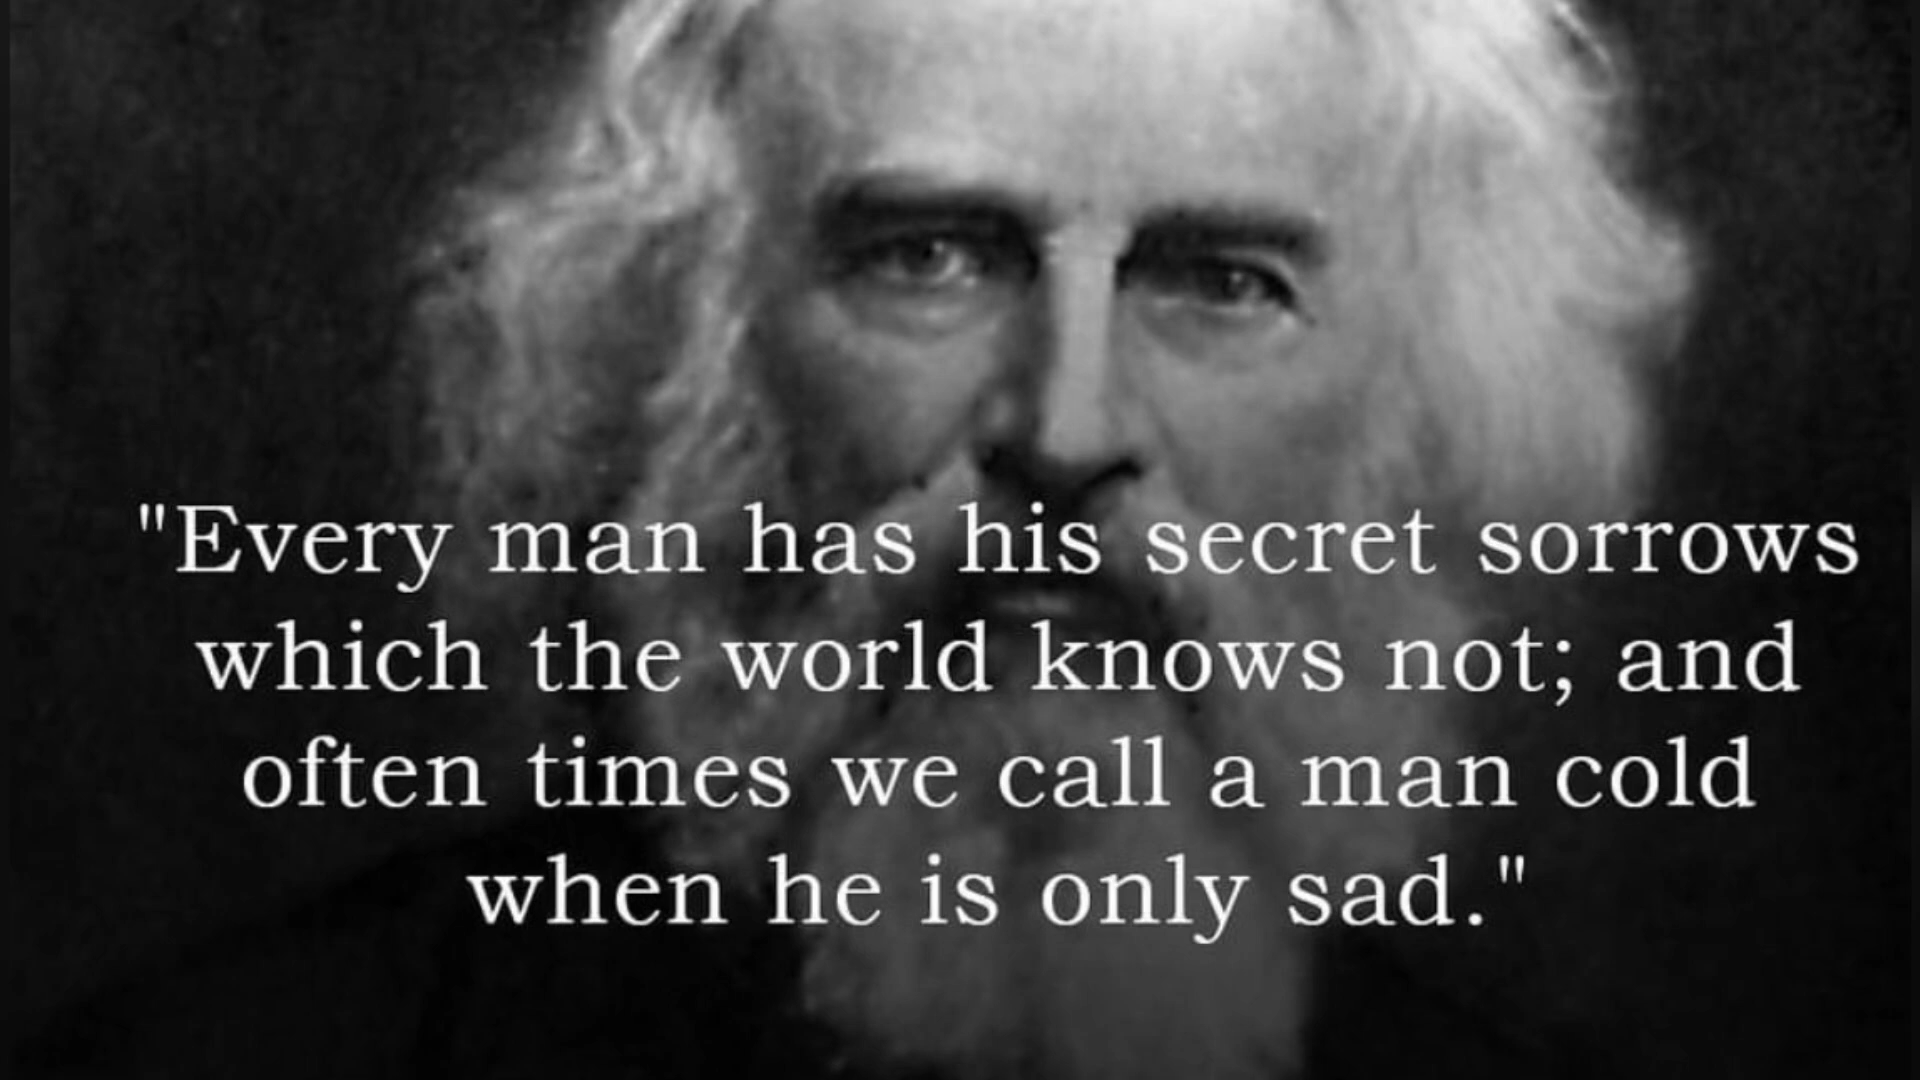 "Every man has his secret sorrows
which the world knows not; and
often times we call a man cold
when he is only sad."